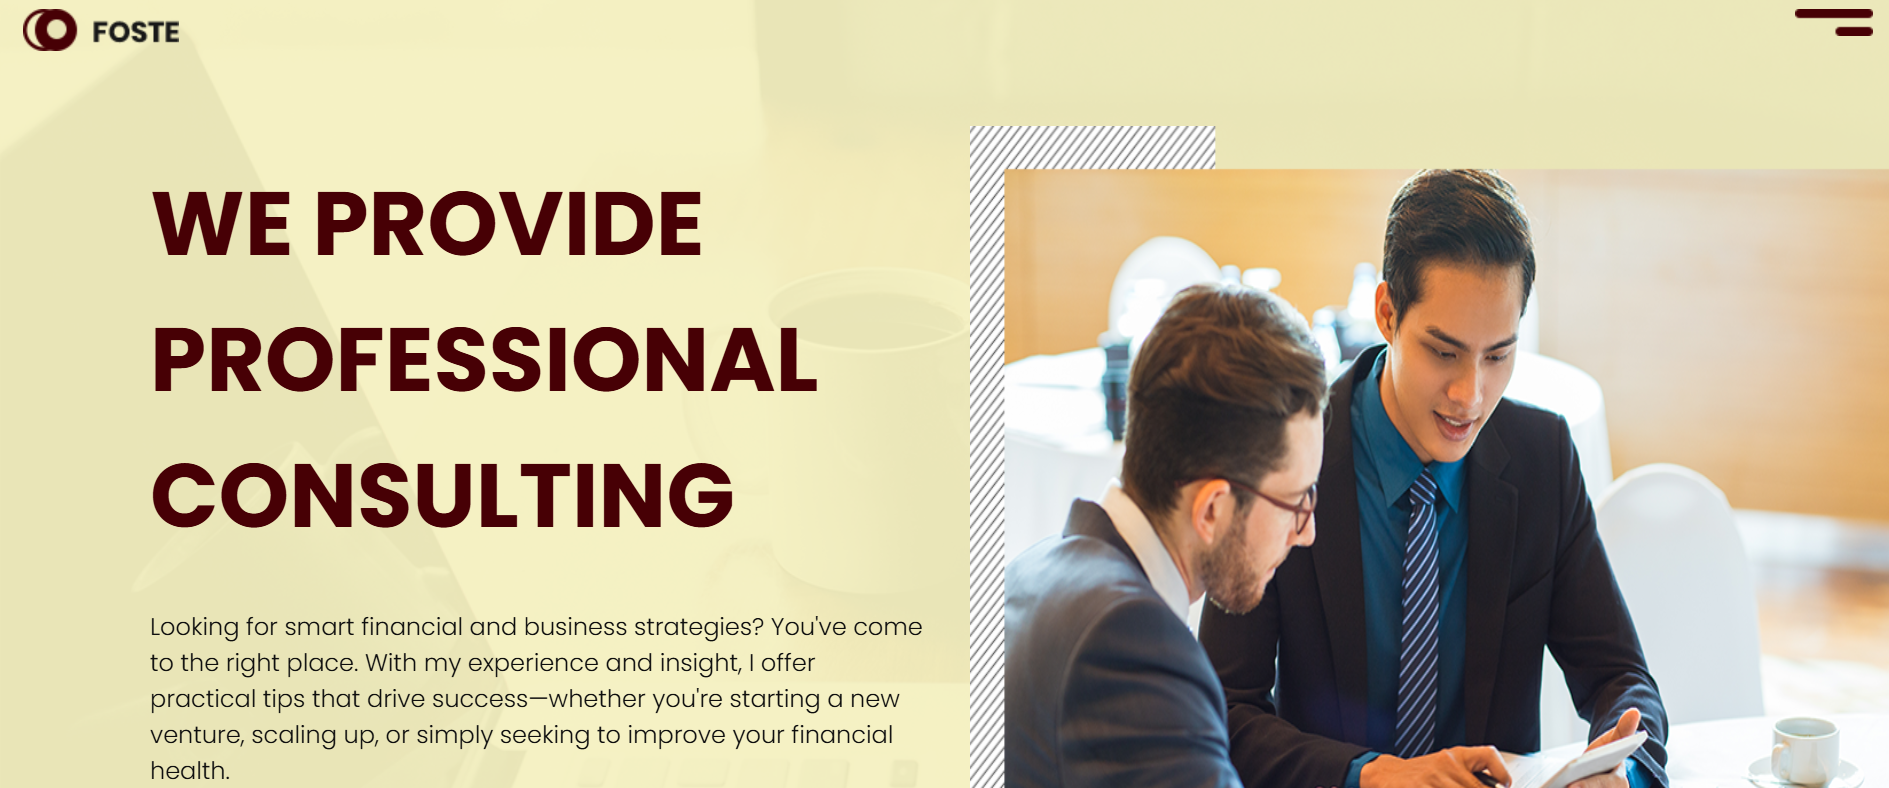 FOSTE
WE PROVIDE
PROFESSIONAL
CONSULTING
Looking for smart financial and business strategies? You've come
to the right place. With my experience and insight, I offer
practical tips that drive success—whether you're starting a new
venture, scaling up, or simply seeking to improve your financial
health.